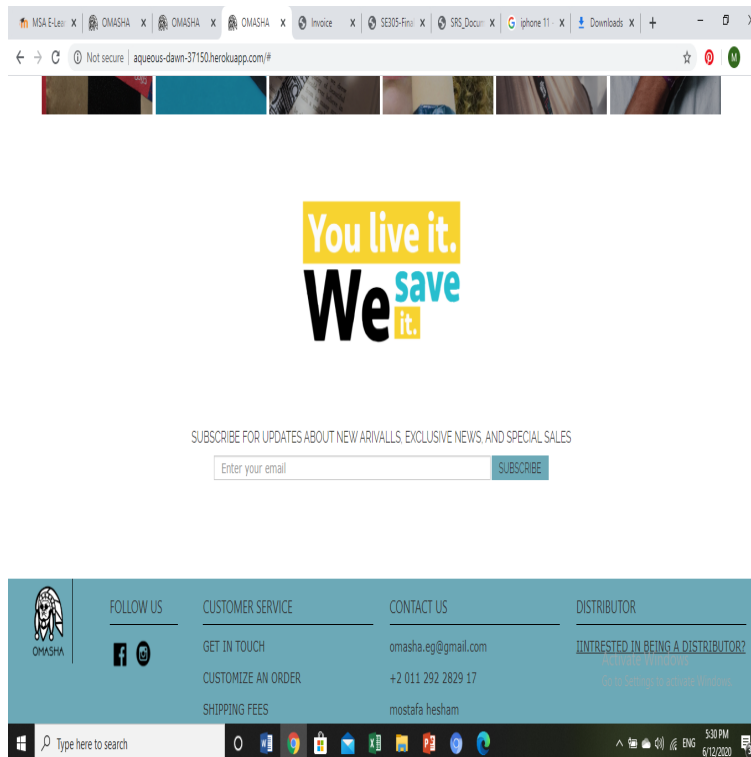 MSA E-Lear
OMASHA
OMASHA
OMASHA
Invoice
SE305-Final
SRS_Docum
iphone 11 -
Downloads
Not secure | aqueous-dawn-37150.herokuapp.com/#
M
You live it.
We save
it.
SUBSCRIBE FOR UPDATES ABOUT NEW ARIVALLS, EXCLUSIVE NEWS, AND SPECIAL SALES
Enter your email SUBSCRIBE
OMASHA
FOLLOW US
CUSTOMER SERVICE
GET IN TOUCH
CUSTOMIZE AN ORDER
SHIPPING FEES
CONTACT US
omasha.eg@gmail.com
+2 011 292 2829 17
mostafa hesham
DISTRIBUTOR
IINTRESTED IN BEING A DISTRIBUTOR?
Activate Windows
Go to Settings to activate Windows.
Type here to search
ENG
5:30 PM
6/12/2020